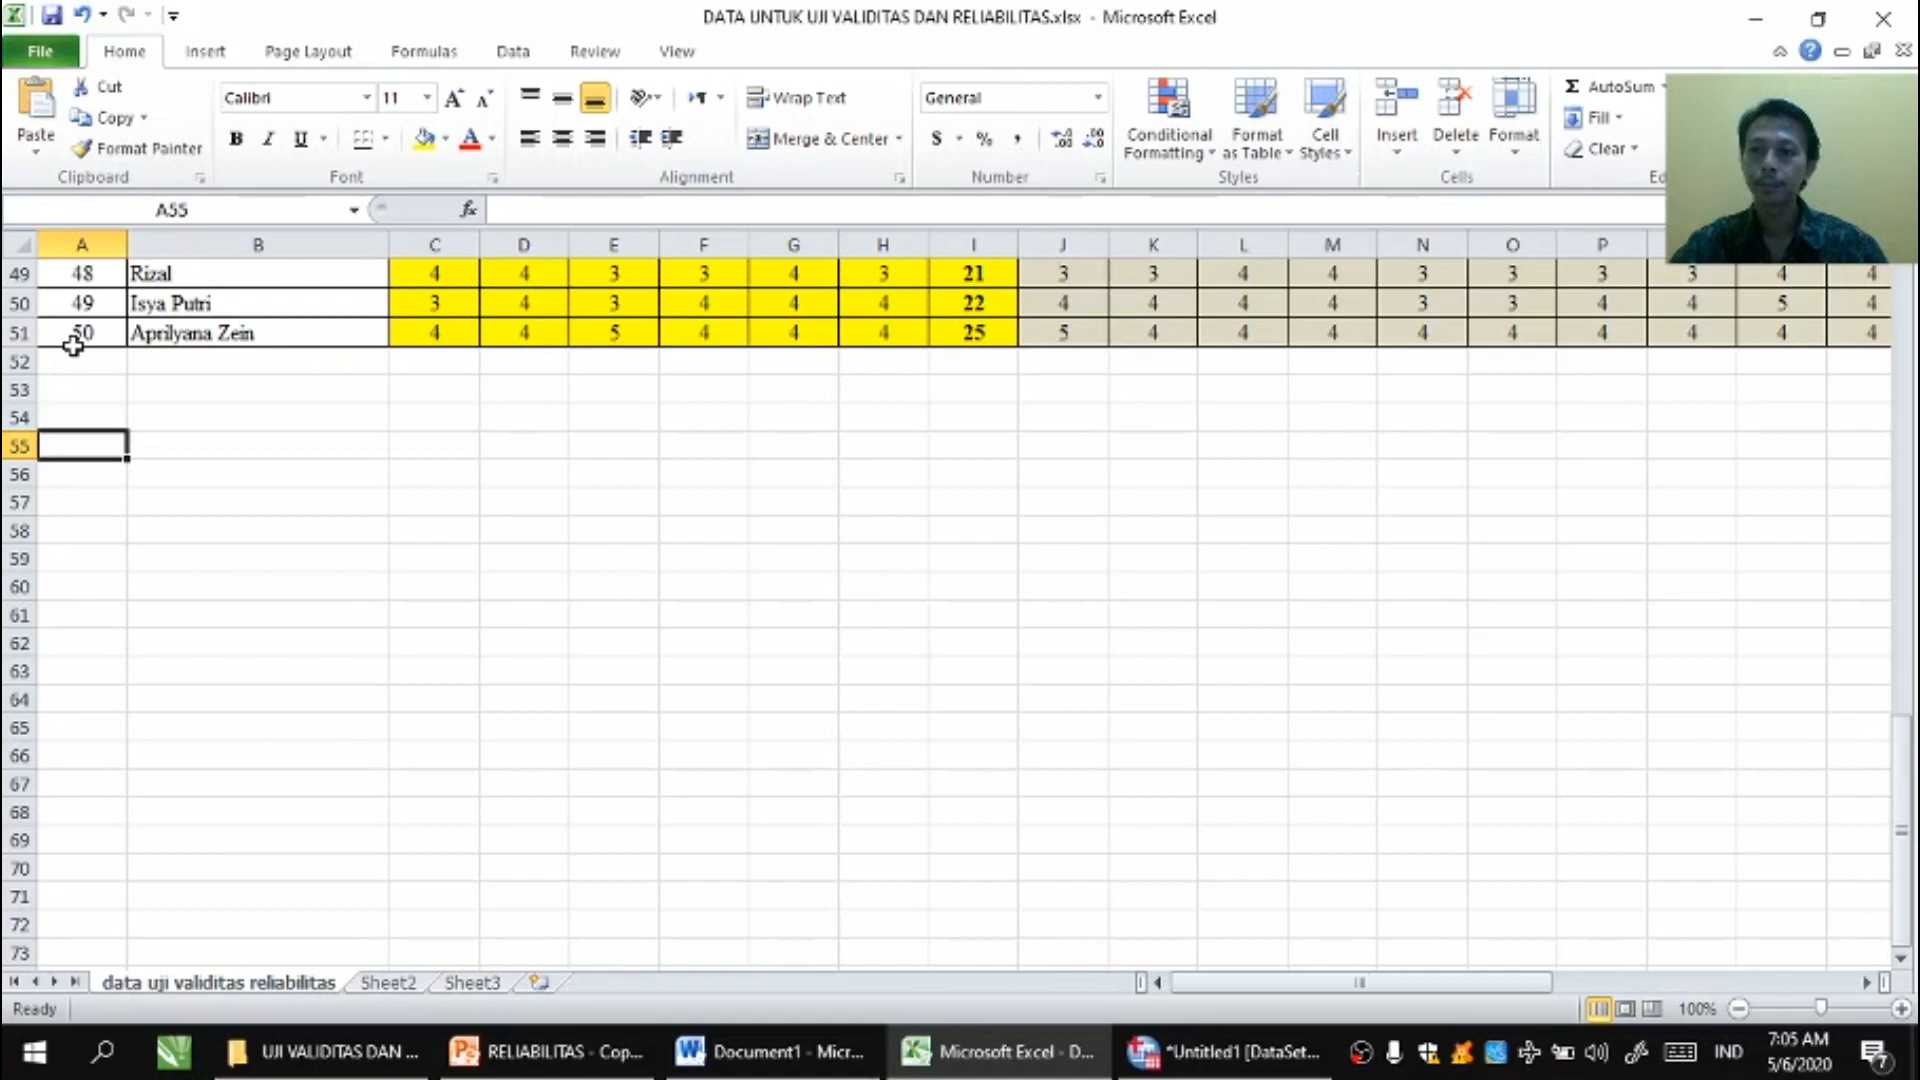 DATA UNTUK UJI VALIDITAS DAN RELIABILITAS.xlsx - Microsoft Excel
File Home Insert Page Layout Formulas Data Review View
Paste Cut Copy Format Painter Clipboard
Calibri 11 B I U Font
Wrap Text Merge & Center Alignment
General $ % , Number
Conditional Formatting Format as Table Cell Styles Styles
Insert Delete Format Cells
Σ AutoSum Fill Clear Ed
A55 fx
A B C D E F G H I J K L M N O P
49 48 Rizal 4 4 3 3 4 3 21 3 3 4 4 3 3 3 3 4 4
50 49 Isya Putri 3 4 3 4 4 4 22 4 4 4 4 3 3 4 4 5 4
51 50 Aprilyana Zein 4 4 5 4 4 4 25 5 4 4 4 4 4 4 4 4 4
52
53
54
55
56
57
58
59
60
61
62
63
64
65
66
67
68
69
70
71
72
73
data uji validitas reliabilitas Sheet2 Sheet3
Ready 100%
UJI VALIDITAS DAN ... RELIABILITAS - Cop... Document1 - Micr... Microsoft Excel - D... *Untitled1 [DataSet... IND 7:05 AM
5/6/2020 7